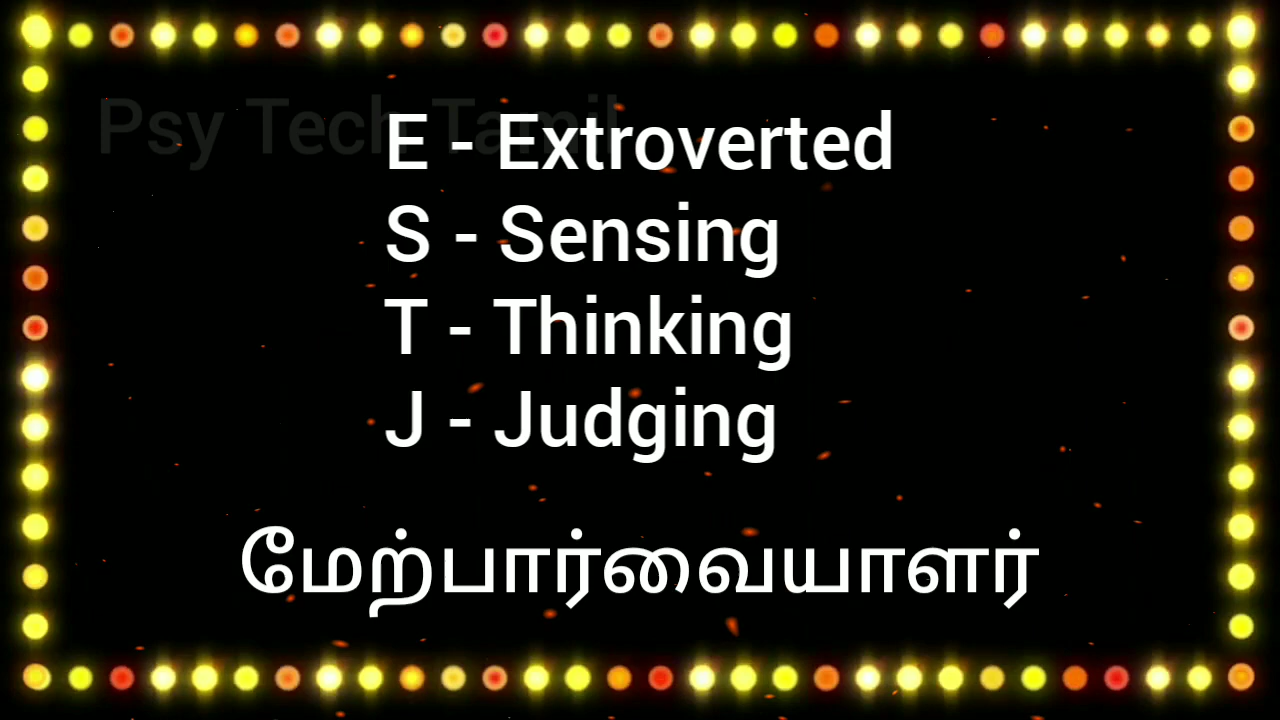 Psy Tech Tamil
E - Extroverted
S - Sensing
T - Thinking
J - Judging
மேற்பார்வையாளர்